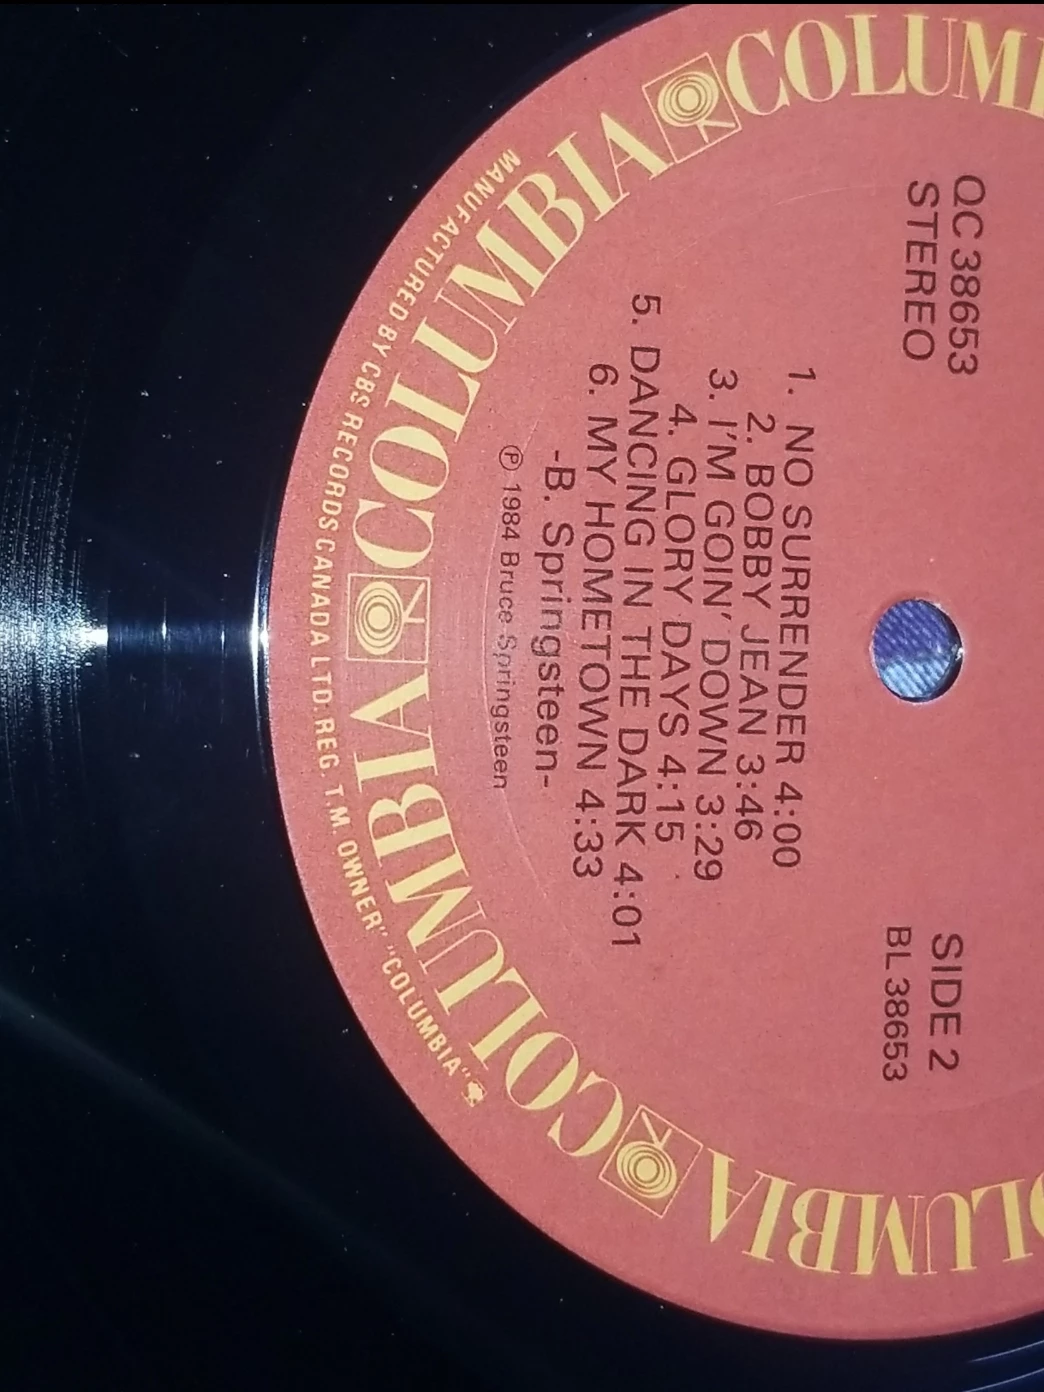 QC 38653
STEREO
SIDE 2
BL 38653
1. NO SURRENDER 4:00
2. BOBBY JEAN 3:46
3. I'M GOIN' DOWN 3:29
4. GLORY DAYS 4:15
5. DANCING IN THE DARK 4:01
6. MY HOMETOWN 4:33
-B. Springsteen-
Ⓟ 1984 Bruce Springsteen
COLUMBIA COLUMBIA COLUMBIA
MANUFACTURED BY CBS RECORDS CANADA LTD. REG. T.M. OWNER" "COLUMBIA"